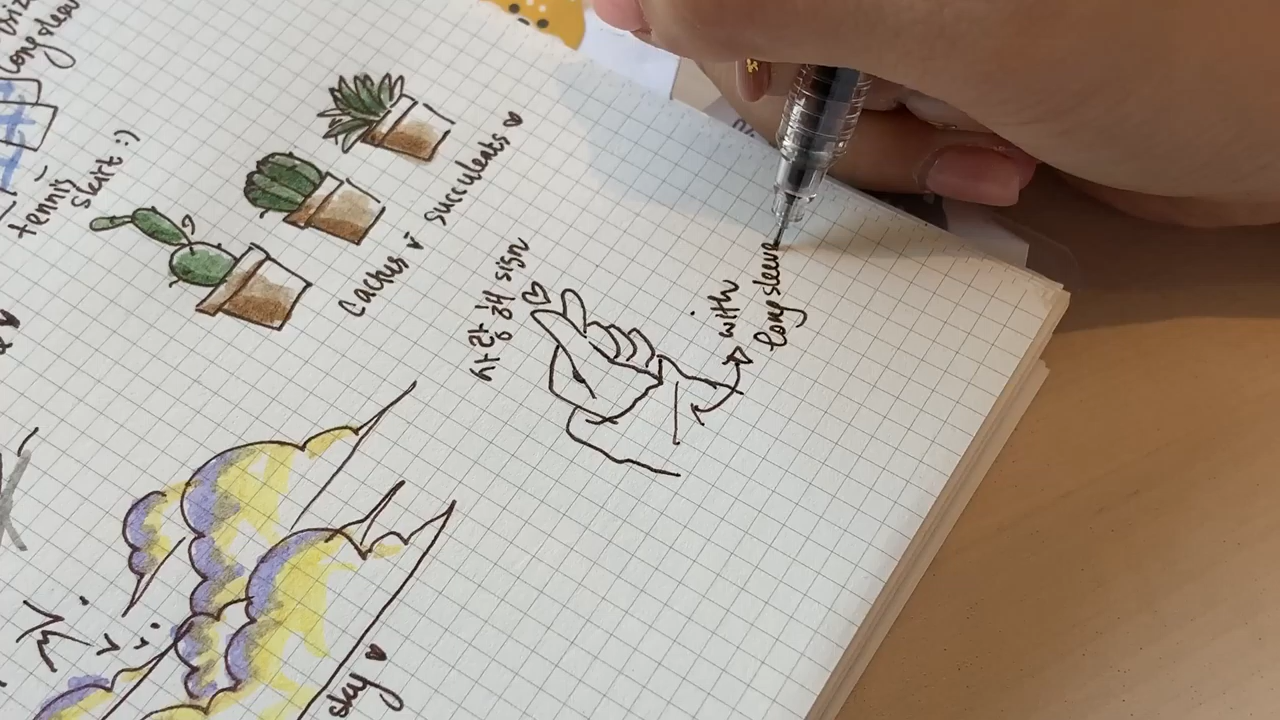 long sleeve
tennis
skirt :)
cactus
succulents ♥
사랑해 sign
with
long sleeve
sky ♥